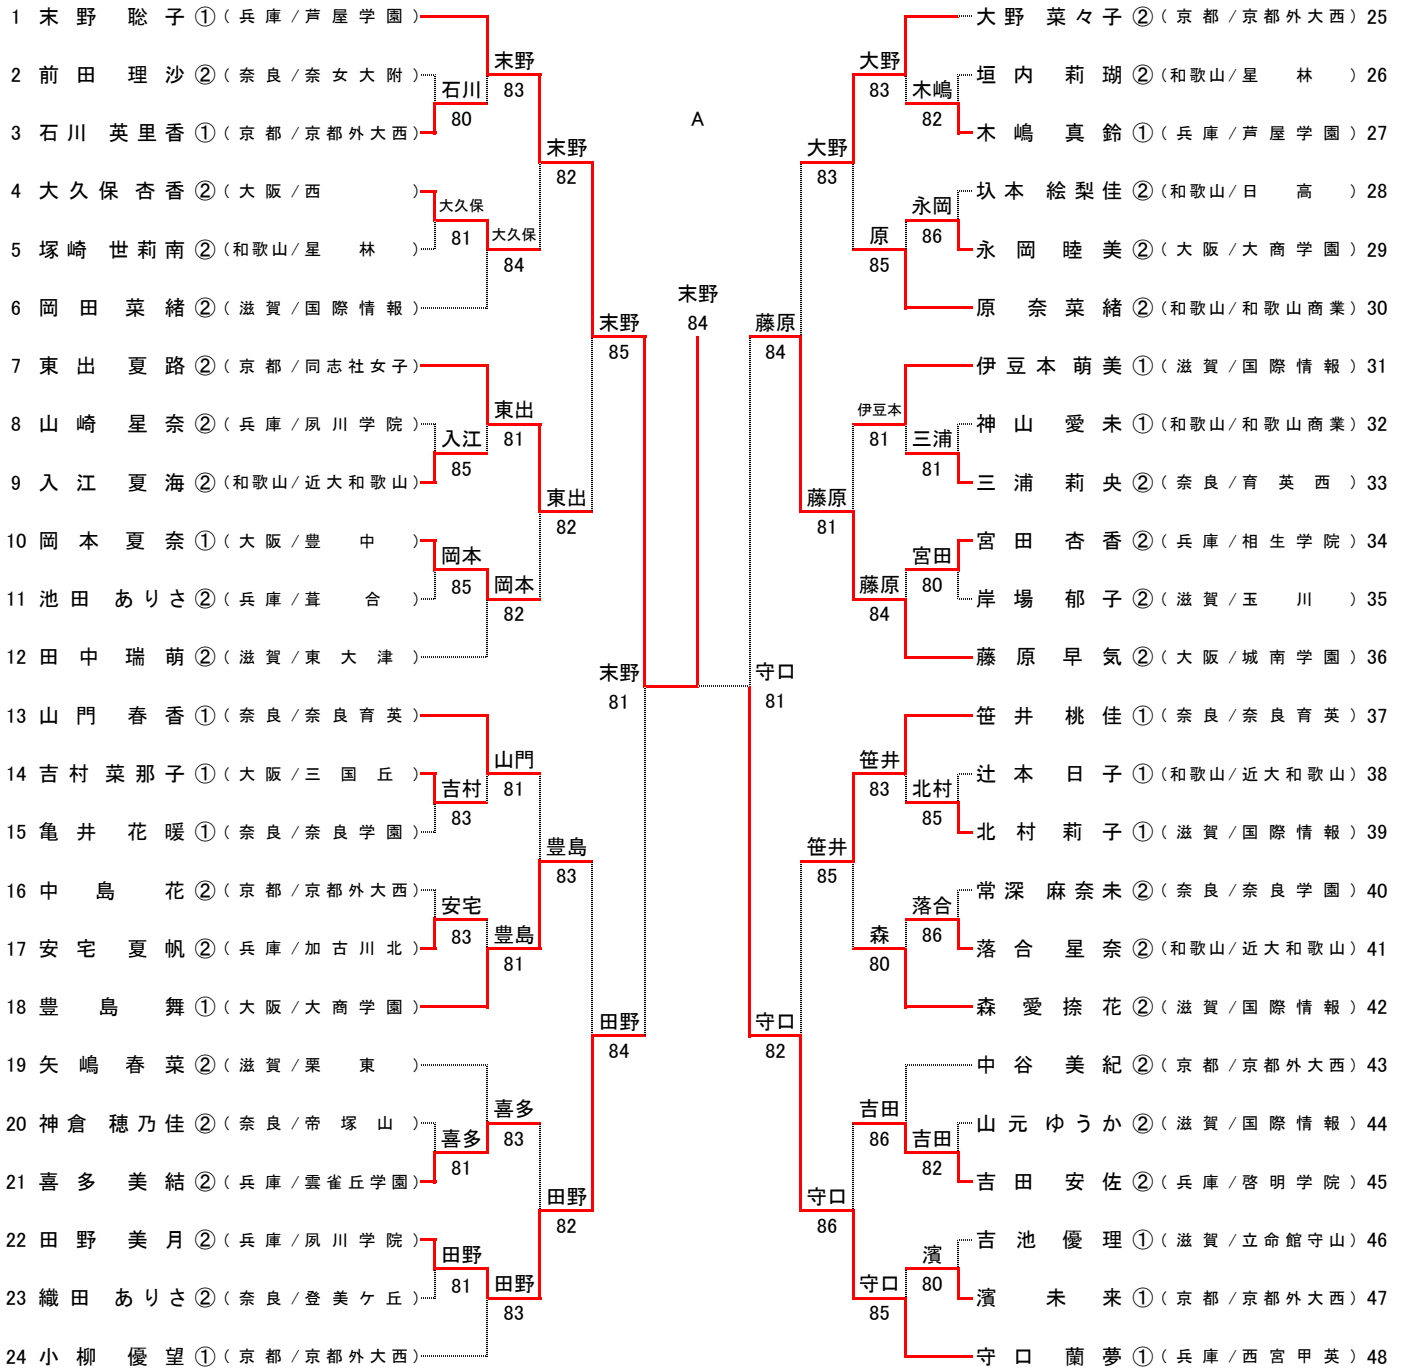 1 末野 聡子 ① (兵庫/芦屋学園)
2 前田 理沙 ② (奈良/奈女大附)
3 石川 英里香 ① (京都/京都外大西)
4 大久保 杏香 ② (大阪/西)
5 塚崎 世莉南 ② (和歌山/星林)
6 岡田 菜緒 ② (滋賀/国際情報)
7 東出 夏路 ② (京都/同志社女子)
8 山崎 星奈 ② (兵庫/夙川学院)
9 入江 夏海 ② (和歌山/近大和歌山)
10 岡本 夏奈 ① (大阪/豊中)
11 池田 ありさ ② (兵庫/葺合)
12 田中 瑞萌 ② (滋賀/東大津)
13 山門 春香 ① (奈良/奈良育英)
14 吉村 菜那子 ① (大阪/三国丘)
15 亀井 花暖 ① (奈良/奈良学園)
16 中島 花 ② (京都/京都外大西)
17 安宅 夏帆 ② (兵庫/加古川北)
18 豊島 舞 ① (大阪/大商学園)
19 矢嶋 春菜 ② (滋賀/栗東)
20 神倉 穂乃佳 ② (奈良/帝塚山)
21 喜多 美結 ② (兵庫/雲雀丘学園)
22 田野 美月 ② (兵庫/夙川学院)
23 織田 ありさ ② (奈良/登美ケ丘)
24 小柳 優望 ① (京都/京都外大西)
石川
80
大久保
81
入江
85
岡本
85
吉村
83
安宅
83
喜多
81
田野
81
末野
83
大久保
84
東出
81
岡本
82
山門
81
豊島
81
喜多
83
田野
83
末野
82
東出
82
豊島
83
田野
82
末野
85
田野
84
末野
81
A
末野
84
守口
81
藤原
84
守口
82
大野
83
藤原
81
笹井
85
守口
86
大野
83
原
85
伊豆本
81
藤原
84
笹井
83
森
80
吉田
86
守口
85
木嶋
82
永岡
86
三浦
81
宮田
80
北村
85
落合
86
吉田
82
濱
80
大野 菜々子 ② (京都/京都外大西) 25
垣内 莉瑚 ② (和歌山/星林) 26
木嶋 真鈴 ① (兵庫/芦屋学園) 27
圦本 絵梨佳 ② (和歌山/日高) 28
永岡 睦美 ② (大阪/大商学園) 29
原 奈菜緒 ② (和歌山/和歌山商業) 30
伊豆本 萌美 ① (滋賀/国際情報) 31
神山 愛未 ① (和歌山/和歌山商業) 32
三浦 莉央 ② (奈良/育英西) 33
宮田 杏香 ② (兵庫/相生学院) 34
岸場 郁子 ② (滋賀/玉川) 35
藤原 早気 ② (大阪/城南学園) 36
笹井 桃佳 ① (奈良/奈良育英) 37
辻本 日子 ① (和歌山/近大和歌山) 38
北村 莉子 ① (滋賀/国際情報) 39
常深 麻奈未 ② (奈良/奈良学園) 40
落合 星奈 ② (和歌山/近大和歌山) 41
森 愛捺花 ② (滋賀/国際情報) 42
中谷 美紀 ② (京都/京都外大西) 43
山元 ゆうか ② (滋賀/国際情報) 44
吉田 安佐 ② (兵庫/啓明学院) 45
吉池 優理 ① (滋賀/立命館守山) 46
濱 未来 ① (京都/京都外大西) 47
守口 蘭夢 ① (兵庫/西宮甲英) 48